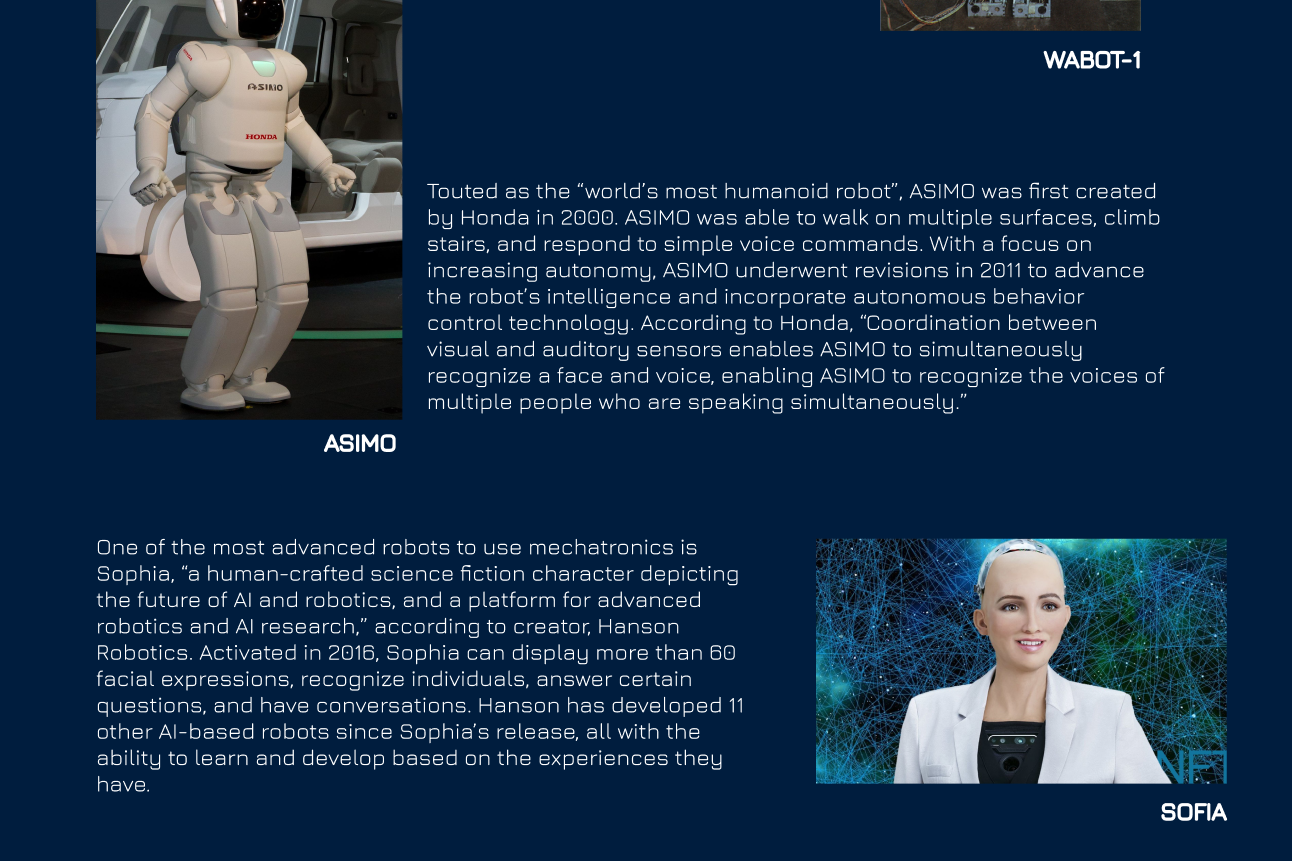 WABOT-1
ASIMO
HONDA
Touted as the “world’s most humanoid robot”, ASIMO was first created
by Honda in 2000. ASIMO was able to walk on multiple surfaces, climb
stairs, and respond to simple voice commands. With a focus on
increasing autonomy, ASIMO underwent revisions in 2011 to advance
the robot’s intelligence and incorporate autonomous behavior
control technology. According to Honda, “Coordination between
visual and auditory sensors enables ASIMO to simultaneously
recognize a face and voice, enabling ASIMO to recognize the voices of
multiple people who are speaking simultaneously.”
ASIMO
One of the most advanced robots to use mechatronics is
Sophia, “a human-crafted science fiction character depicting
the future of AI and robotics, and a platform for advanced
robotics and AI research,” according to creator, Hanson
Robotics. Activated in 2016, Sophia can display more than 60
facial expressions, recognize individuals, answer certain
questions, and have conversations. Hanson has developed 11
other AI-based robots since Sophia’s release, all with the
ability to learn and develop based on the experiences they
have.
SOFIA